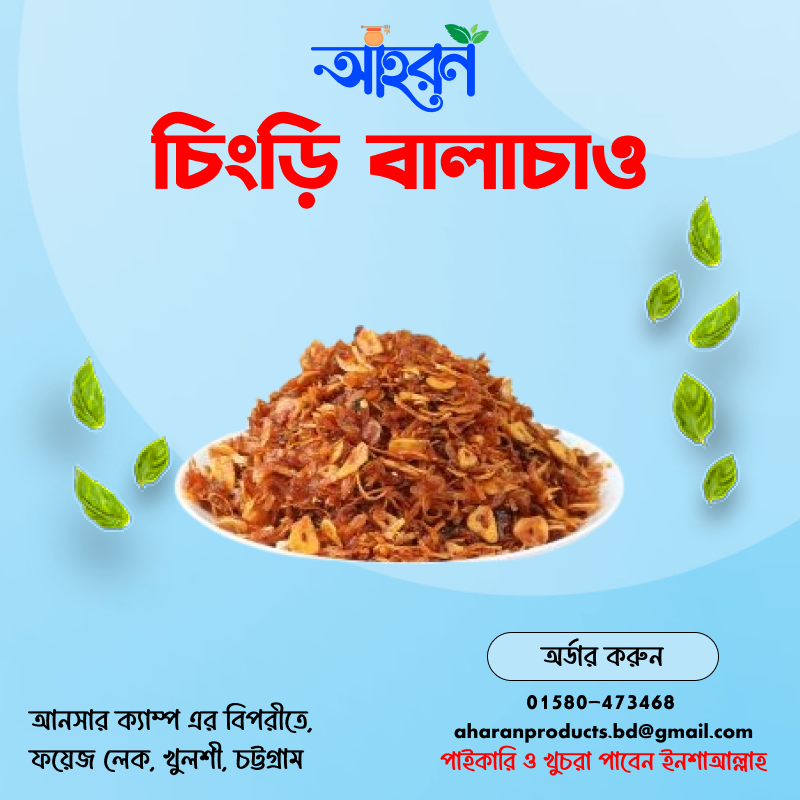 আহরন
চিংড়ি বালাচাও
অর্ডার করুন
01580-473468
aharanproducts.bd@gmail.com
পাইকারি ও খুচরা পাবেন ইনশাআল্লাহ
আনসার ক্যাম্প এর বিপরীতে,
ফয়েজ লেক, খুলশী, চট্টগ্রাম